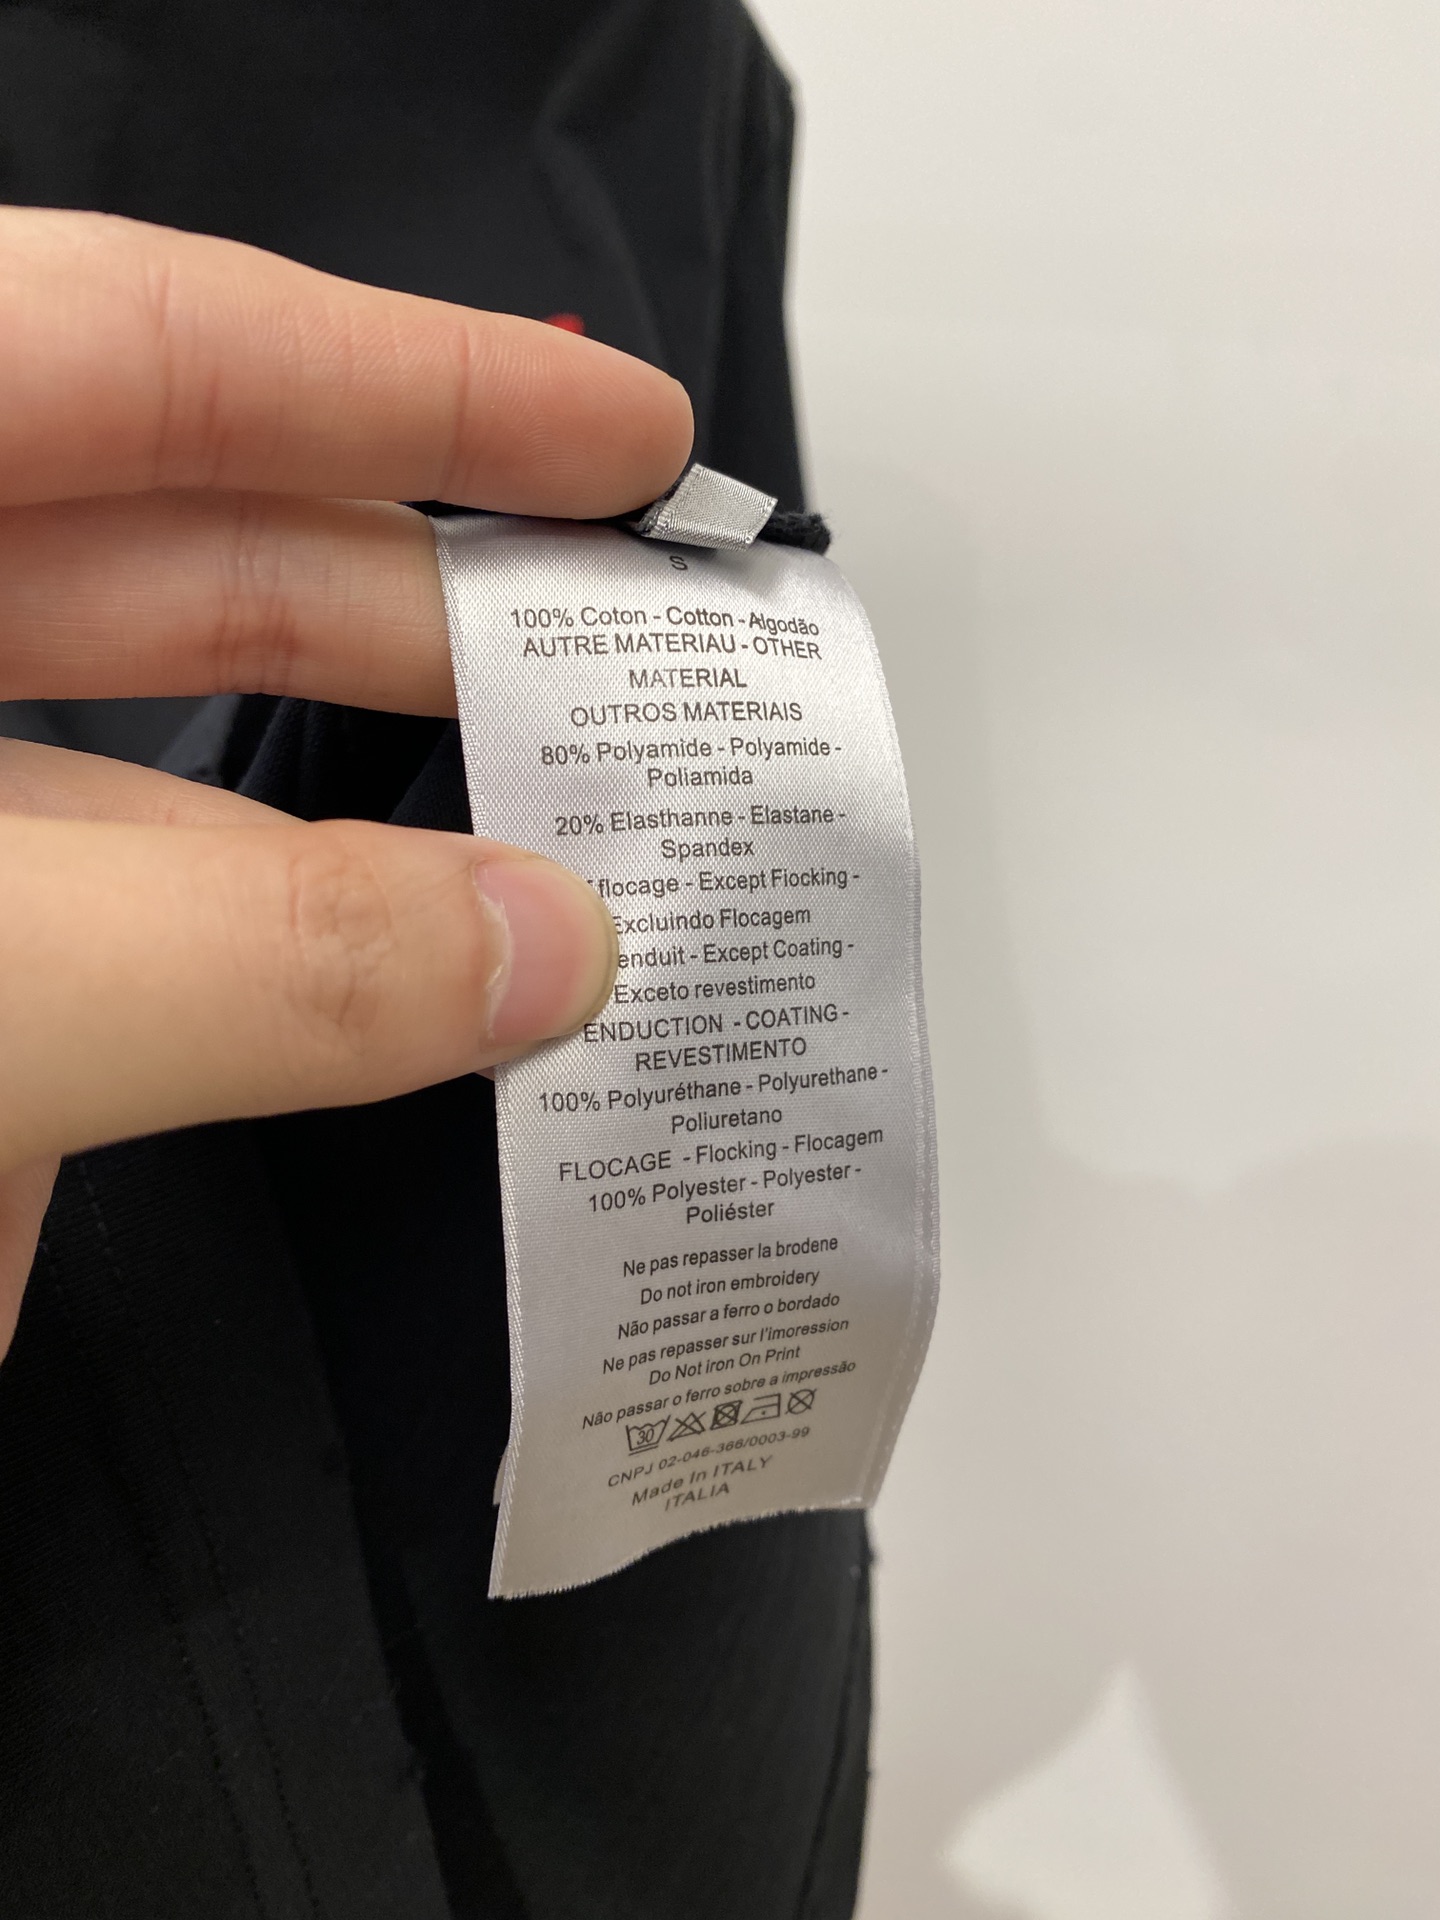 S
100% Coton - Cotton - Algodão
AUTRE MATERIAU - OTHER
MATERIAL
OUTROS MATERIAIS
80% Polyamide - Polyamide -
Poliamida
20% Elasthanne - Elastane -
Spandex
flocage - Except Fiocking -
Excluindo Flocagem
enduit - Except Coating -
Exceto revestimento
ENDUCTION - COATING -
REVESTIMENTO
100% Polyuréthane - Polyurethane -
Poliuretano
FLOCAGE - Flocking - Flocagem
100% Polyester - Polyester -
Poliéster
Ne pas repasser la brodene
Do not iron embroidery
Não passar a ferro o bordado
Ne pas repasser sur l'imoression
Do Not iron On Print
Não passar o ferro sobre a impressão
30
CNPJ 02-046-366/0003-99
Made In ITALY
ITALIA